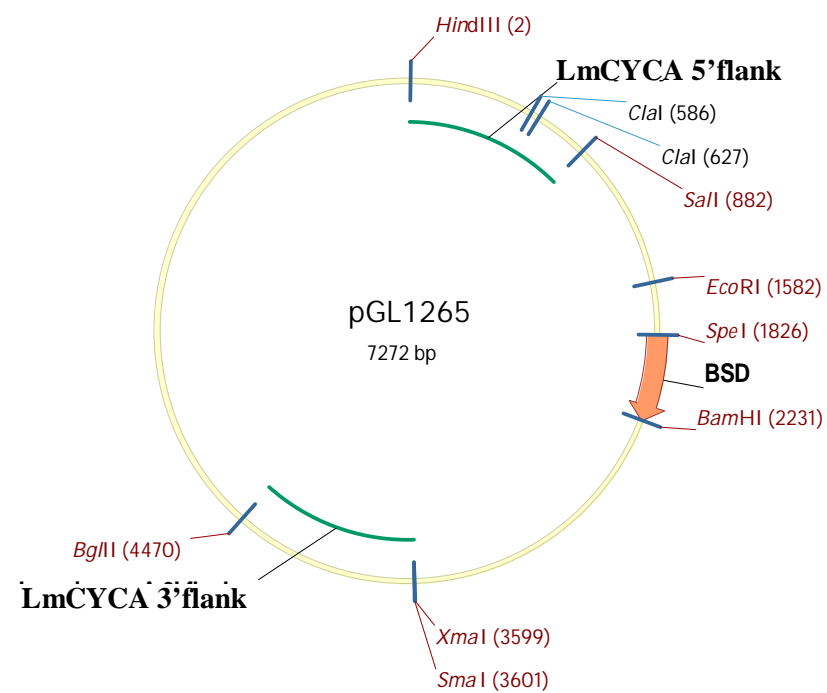 HindIII (2)
LmCYCA 5’flank
ClaI (586)
ClaI (627)
SalI (882)
EcoRI (1582)
SpeI (1826)
BSD
BamHI (2231)
pGL1265
7272 bp
BglII (4470)
LmCYCA 3’flank
XmaI (3599)
SmaI (3601)